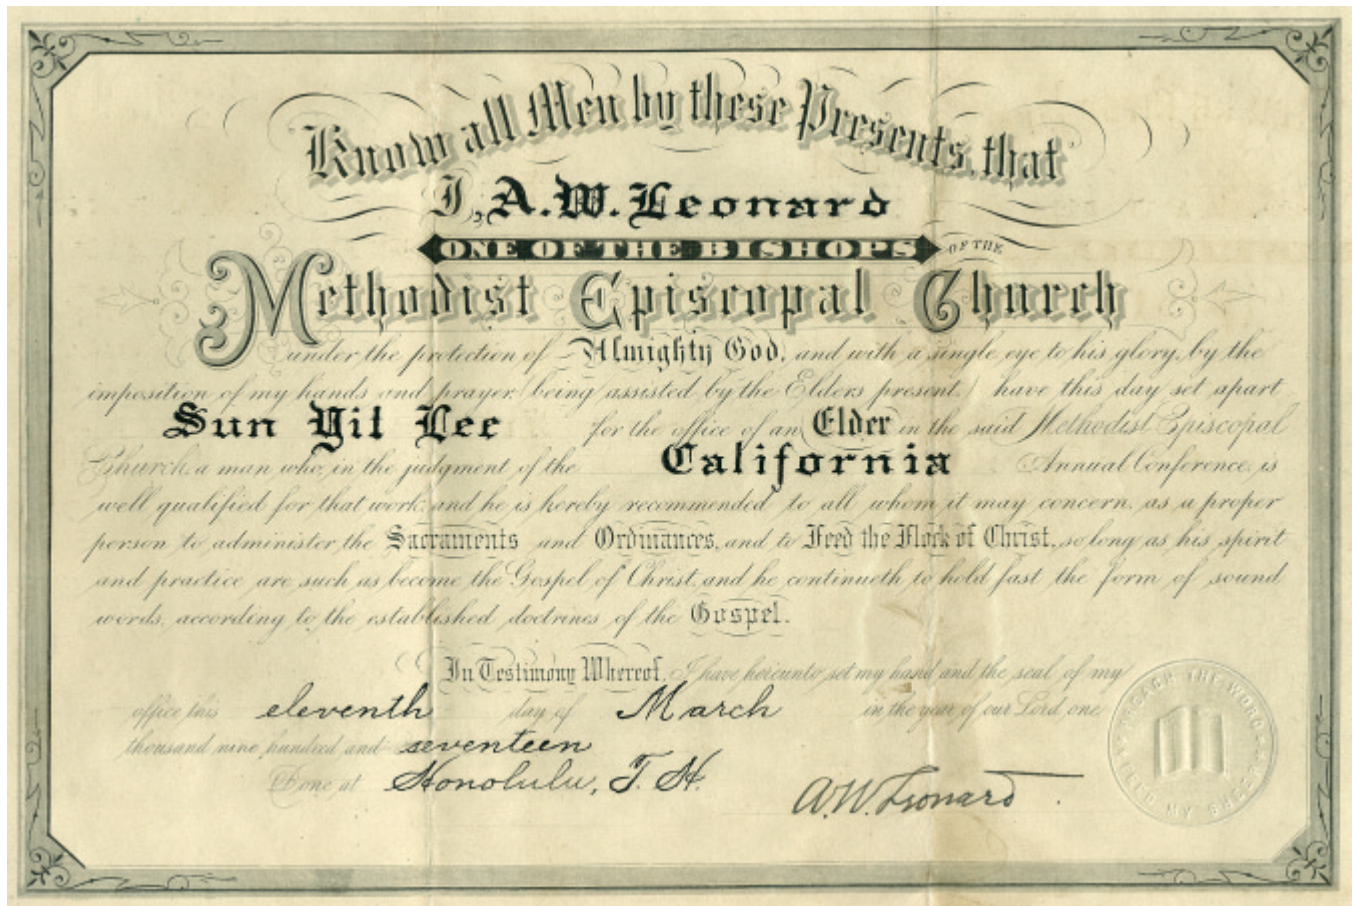 Know all Men by these Presents, that
I, A. W. Leonard
ONE OF THE BISHOPS OF THE
Methodist Episcopal Church
under the protection of Almighty God, and with a single eye to his glory, by the
imposition of my hands and prayer, (being assisted by the Elders present,) have this day set apart
Sun Yil Lee for the office of an Elder in the said Methodist Episcopal
Church, a man who, in the judgment of the California Annual Conference, is
well qualified for that work; and he is hereby recommended to all whom it may concern, as a proper
person to administer the Sacraments and Ordinances, and to Feed the Flock of Christ, so long as his spirit
and practice are such as become the Gospel of Christ, and he continueth to hold fast the form of sound
words, according to the established doctrines of the Gospel.
In Testimony Whereof, I have hereunto set my hand and the seal of my
office this eleventh day of March in the year of our Lord one
thousand nine hundred and seventeen
Done at Honolulu, T. H.
A. W. Leonard
PREACH THE WORD
FEED MY SHEEP